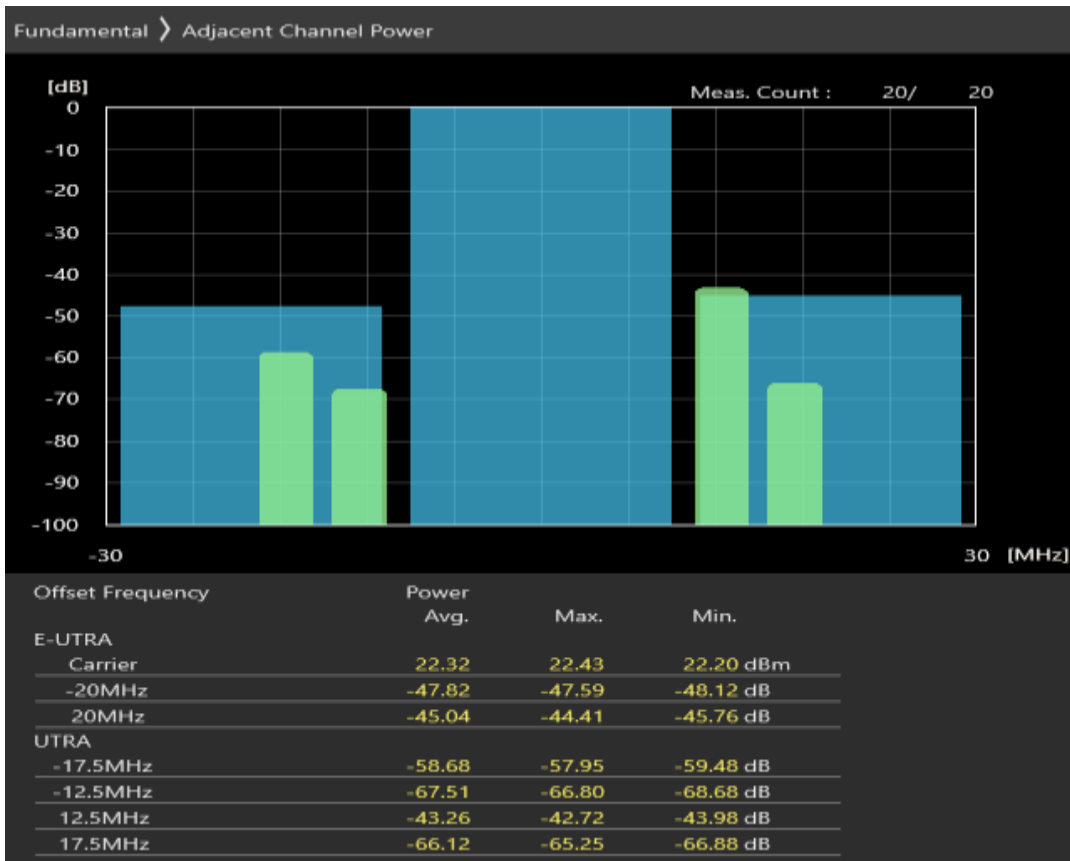 Fundamental 〉 Adjacent Channel Power
[dB]
Meas. Count : 20/ 20
0
-10
-20
-30
-40
-50
-60
-70
-80
-90
-100
-30 30 [MHz]
Offset Frequency Power
Avg. Max. Min.
E-UTRA
Carrier 22.32 22.43 22.20 dBm
-20MHz -47.82 -47.59 -48.12 dB
20MHz -45.04 -44.41 -45.76 dB
UTRA
-17.5MHz -58.68 -57.95 -59.48 dB
-12.5MHz -67.51 -66.80 -68.68 dB
12.5MHz -43.26 -42.72 -43.98 dB
17.5MHz -66.12 -65.25 -66.88 dB